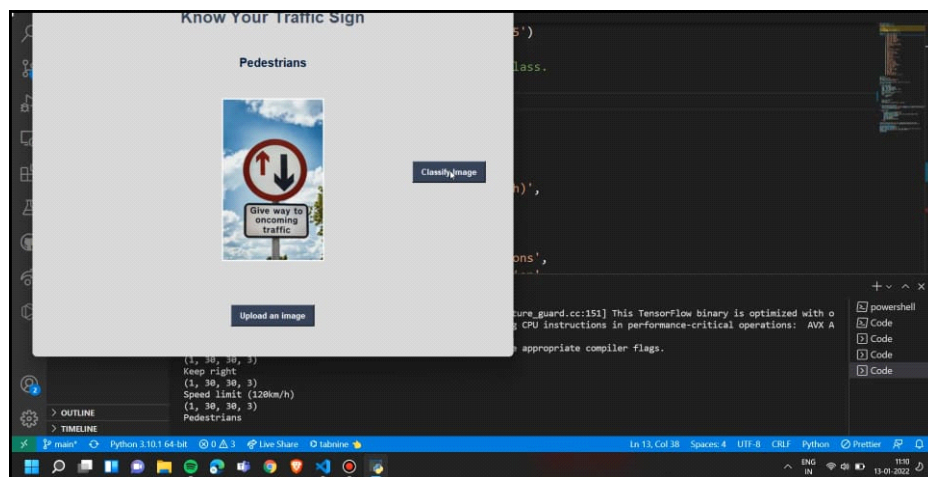 Know Your Traffic Sign
Pedestrians
Give way to
oncoming
traffic
Classify Image
Upload an image
5')
lass.
h)',
ons',
ture_guard.cc:151] This TensorFlow binary is optimized with o
g CPU instructions in performance-critical operations: AVX A
appropriate compiler flags.
(1, 30, 30, 3)
Keep right
(1, 30, 30, 3)
Speed limit (120km/h)
(1, 30, 30, 3)
Pedestrians
powershell
Code
Code
Code
Code
> OUTLINE
> TIMELINE
main* Python 3.10.1 64-bit 0 3 Live Share tabnine Ln 13, Col 38 Spaces: 4 UTF-8 CRLF Python Prettier
ENG
IN
11:10
13-01-2022